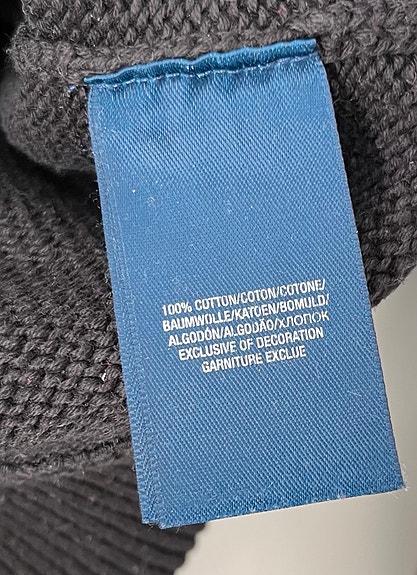 100% COTTON/COTON/COTONE/
BAUMWOLLE/KATOEN/BOMULD/
ALGODÓN/ALGODÃO/ХЛОПОК
EXCLUSIVE OF DECORATION
GARNITURE EXCLUE